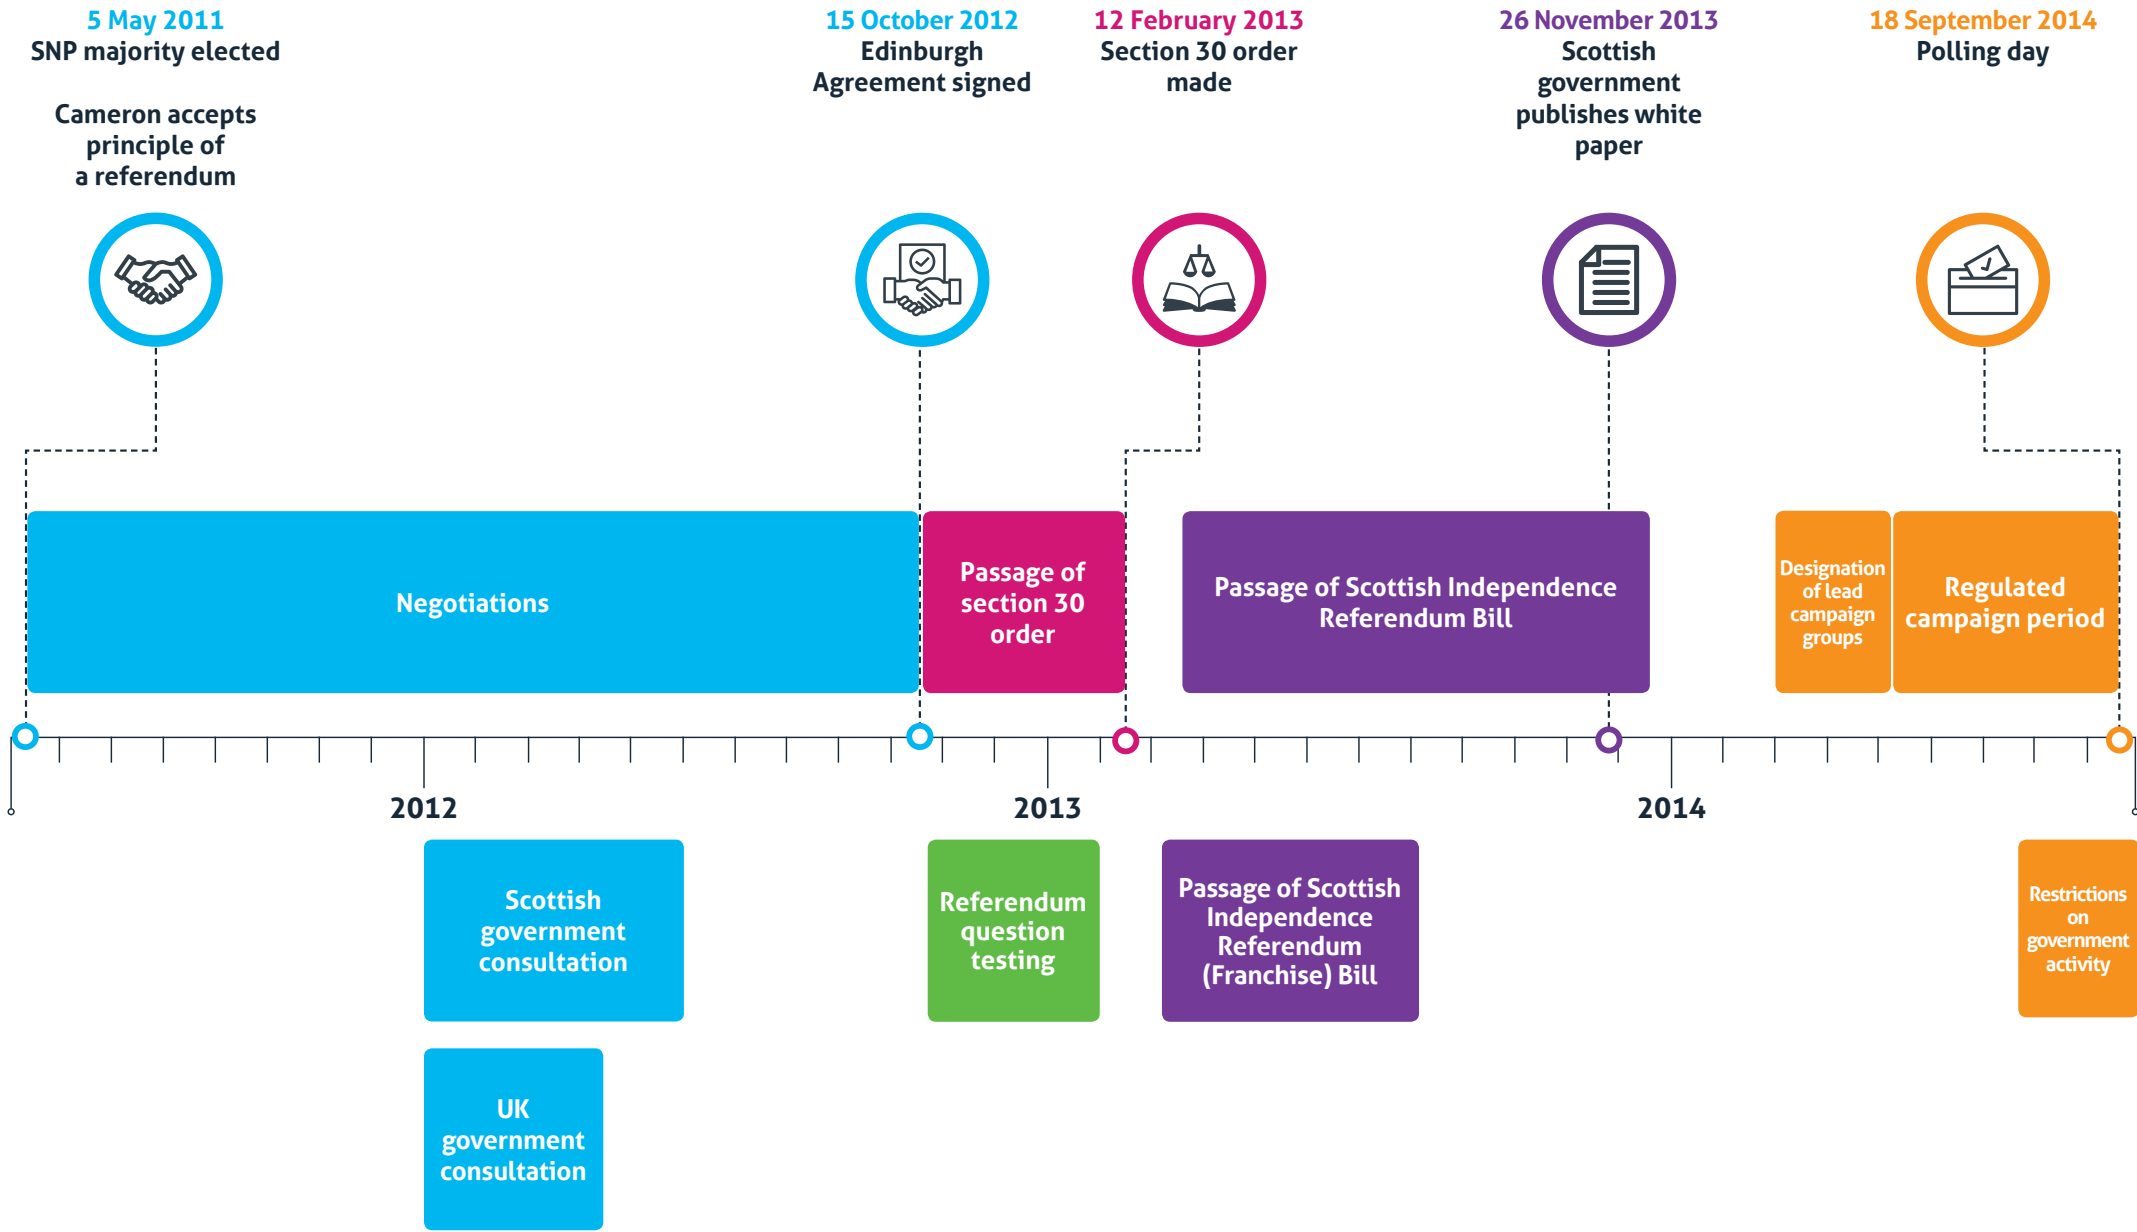 5 May 2011
SNP majority elected
Cameron accepts
principle of
a referendum
15 October 2012
Edinburgh
Agreement signed
12 February 2013
Section 30 order
made
26 November 2013
Scottish
government
publishes white
paper
18 September 2014
Polling day
Negotiations
Passage of
section 30
order
Passage of Scottish Independence
Referendum Bill
Designation
of lead
campaign
groups
Regulated
campaign period
2012
2013
2014
Scottish
government
consultation
Referendum
question
testing
Passage of Scottish
Independence
Referendum
(Franchise) Bill
Restrictions
on
government
activity
UK
government
consultation